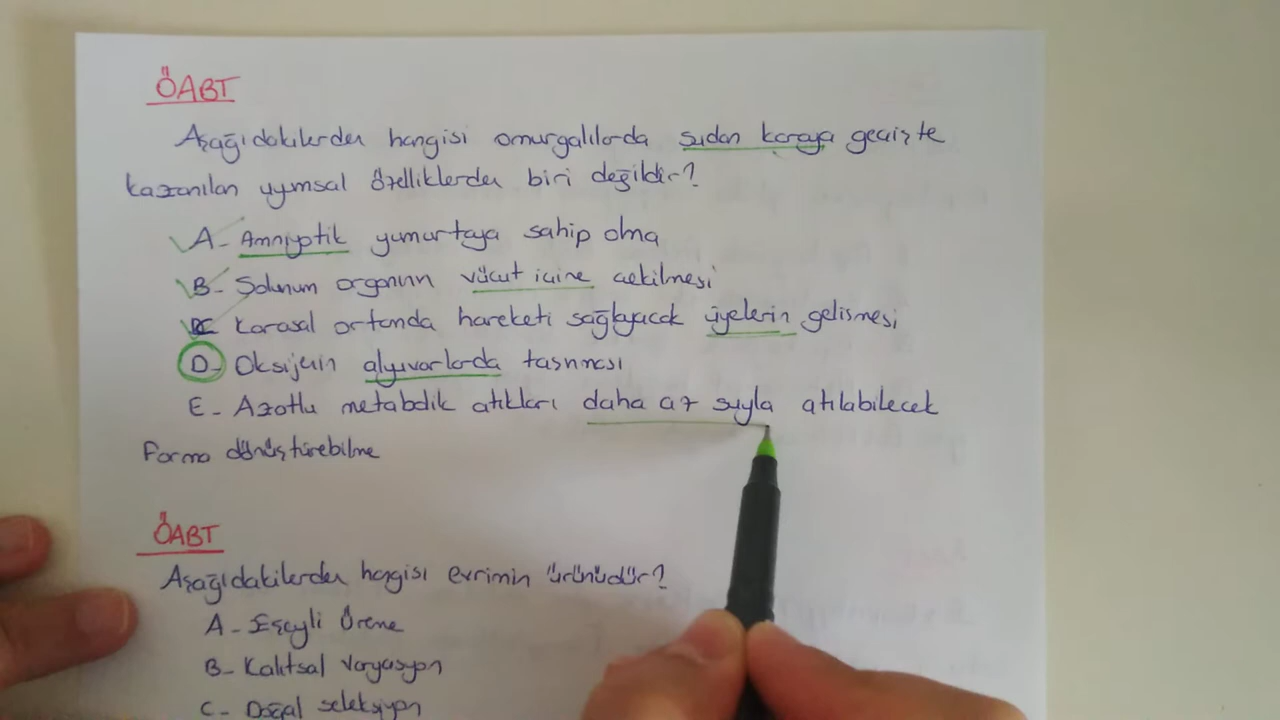 ÖABT
Aşağıdakilerden hangisi omurgalılarda sudan karaya geçişte
kazanılan uyumsal özelliklerden biri değildir?
A- Amniyotik yumurtaya sahip olma
B- Solunum organının vücut içine çekilmesi
C Karasal ortamda hareketi sağlayacak üyelerin gelişmesi
D- Oksijenin alyuvarlarda taşınması
E- Azotlu metabolik atıkları daha az suyla atılabilecek
forma dönüştürebilme
ÖABT
Aşağıdakilerden hangisi evrimin ürünüdür?
A- Eşeyli Üreme
B- Kalıtsal Varyasyon
C- Doğal seleksiyon